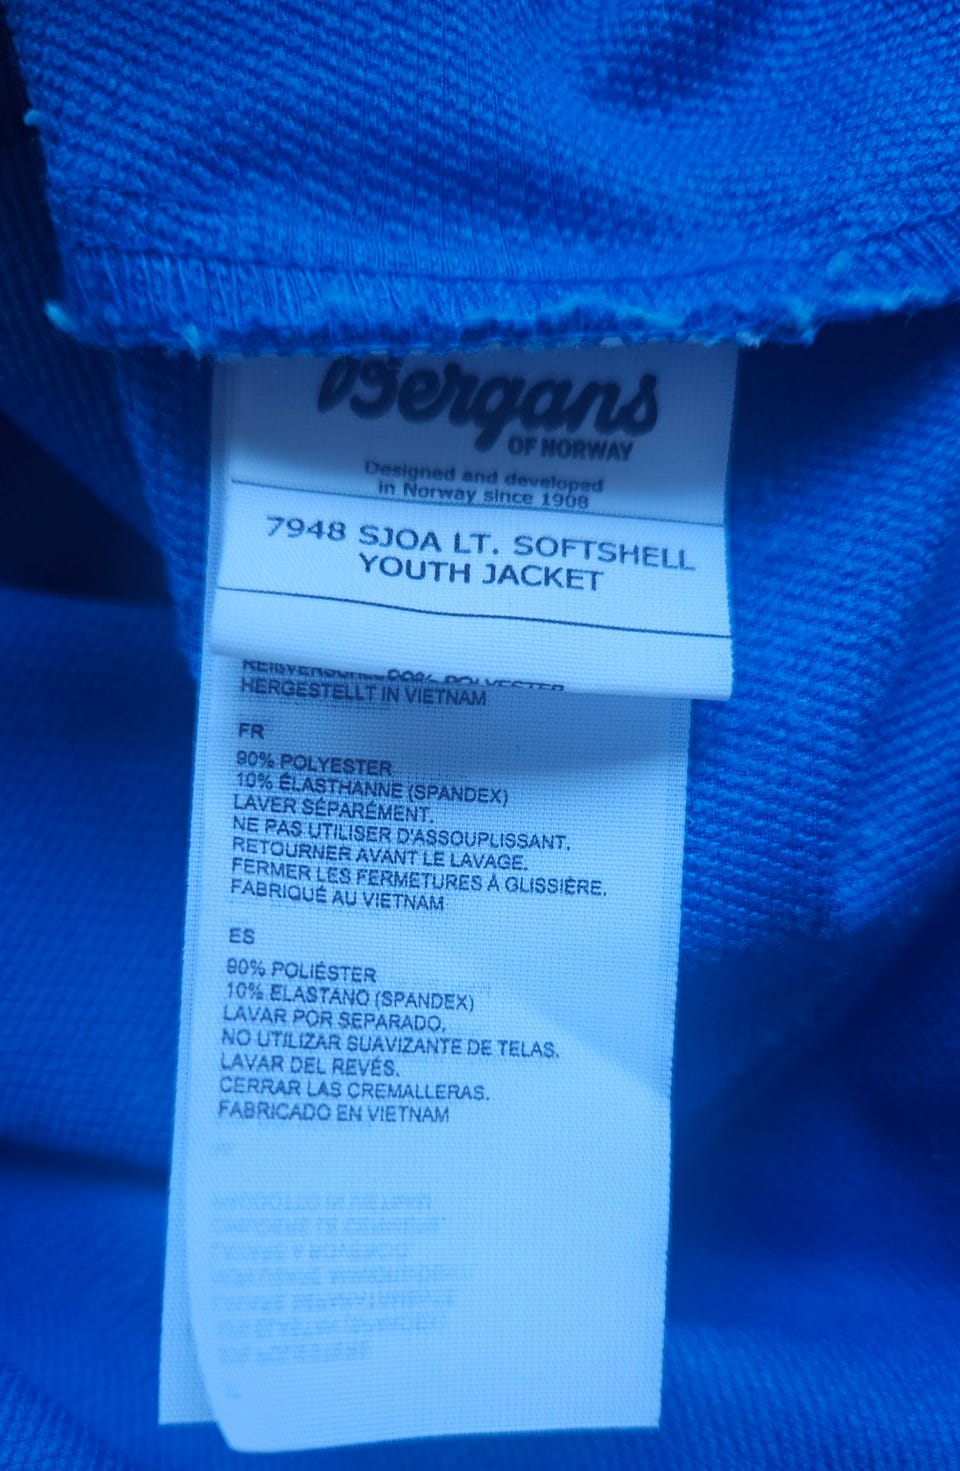 Bergans
OF NORWAY
Designed and developed
in Norway since 1908
7948 SJOA LT. SOFTSHELL
YOUTH JACKET
HERGESTELLT IN VIETNAM
FR
90% POLYESTER
10% ÉLASTHANNE (SPANDEX)
LAVER SÉPARÉMENT.
NE PAS UTILISER D'ASSOUPLISSANT.
RETOURNER AVANT LE LAVAGE.
FERMER LES FERMETURES À GLISSIÈRE.
FABRIQUÉ AU VIETNAM
ES
90% POLIÉSTER
10% ELASTANO (SPANDEX)
LAVAR POR SEPARADO.
NO UTILIZAR SUAVIZANTE DE TELAS.
LAVAR DEL REVÉS.
CERRAR LAS CREMALLERAS.
FABRICADO EN VIETNAM